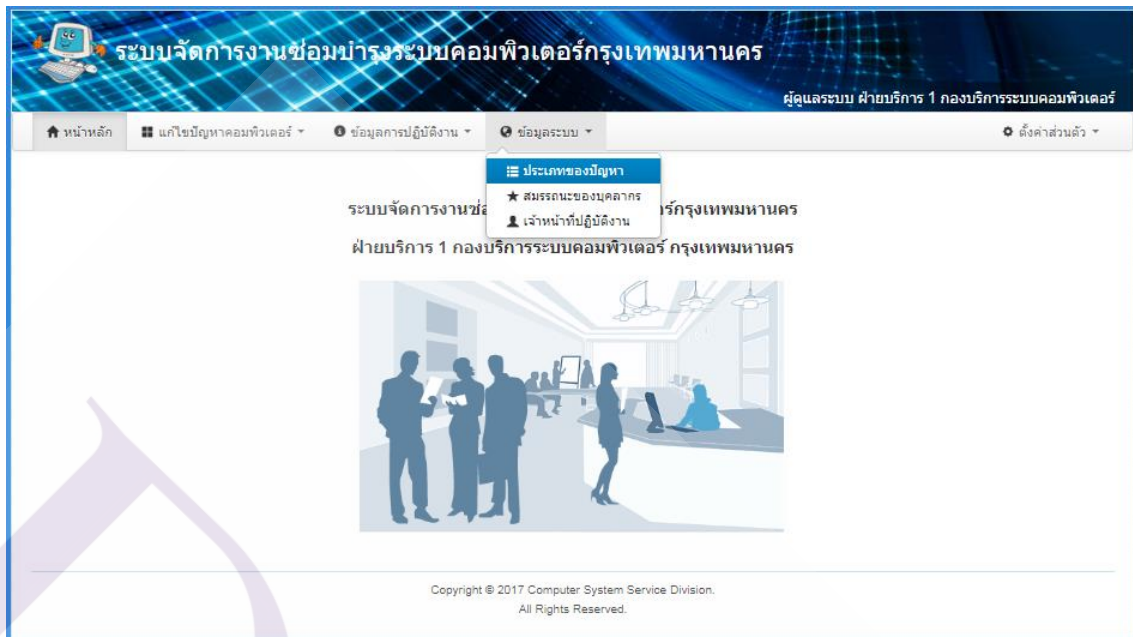 ระบบจัดการงานซ่อมบำรุงระบบคอมพิวเตอร์กรุงเทพมหานคร
ผู้ดูแลระบบ ฝ่ายบริการ 1 กองบริการระบบคอมพิวเตอร์
หน้าหลัก แก้ไขปัญหาคอมพิวเตอร์ ข้อมูลการปฏิบัติงาน ข้อมูลระบบ ตั้งค่าส่วนตัว
ประเภทของปัญหา
สมรรถนะของบุคลากร
เจ้าหน้าที่ปฏิบัติงาน
ระบบจัดการงานซ่ อร์กรุงเทพมหานคร
ฝ่ายบริการ 1 กองบริการระบบคอมพิวเตอร์ กรุงเทพมหานคร
Copyright © 2017 Computer System Service Division.
All Rights Reserved.